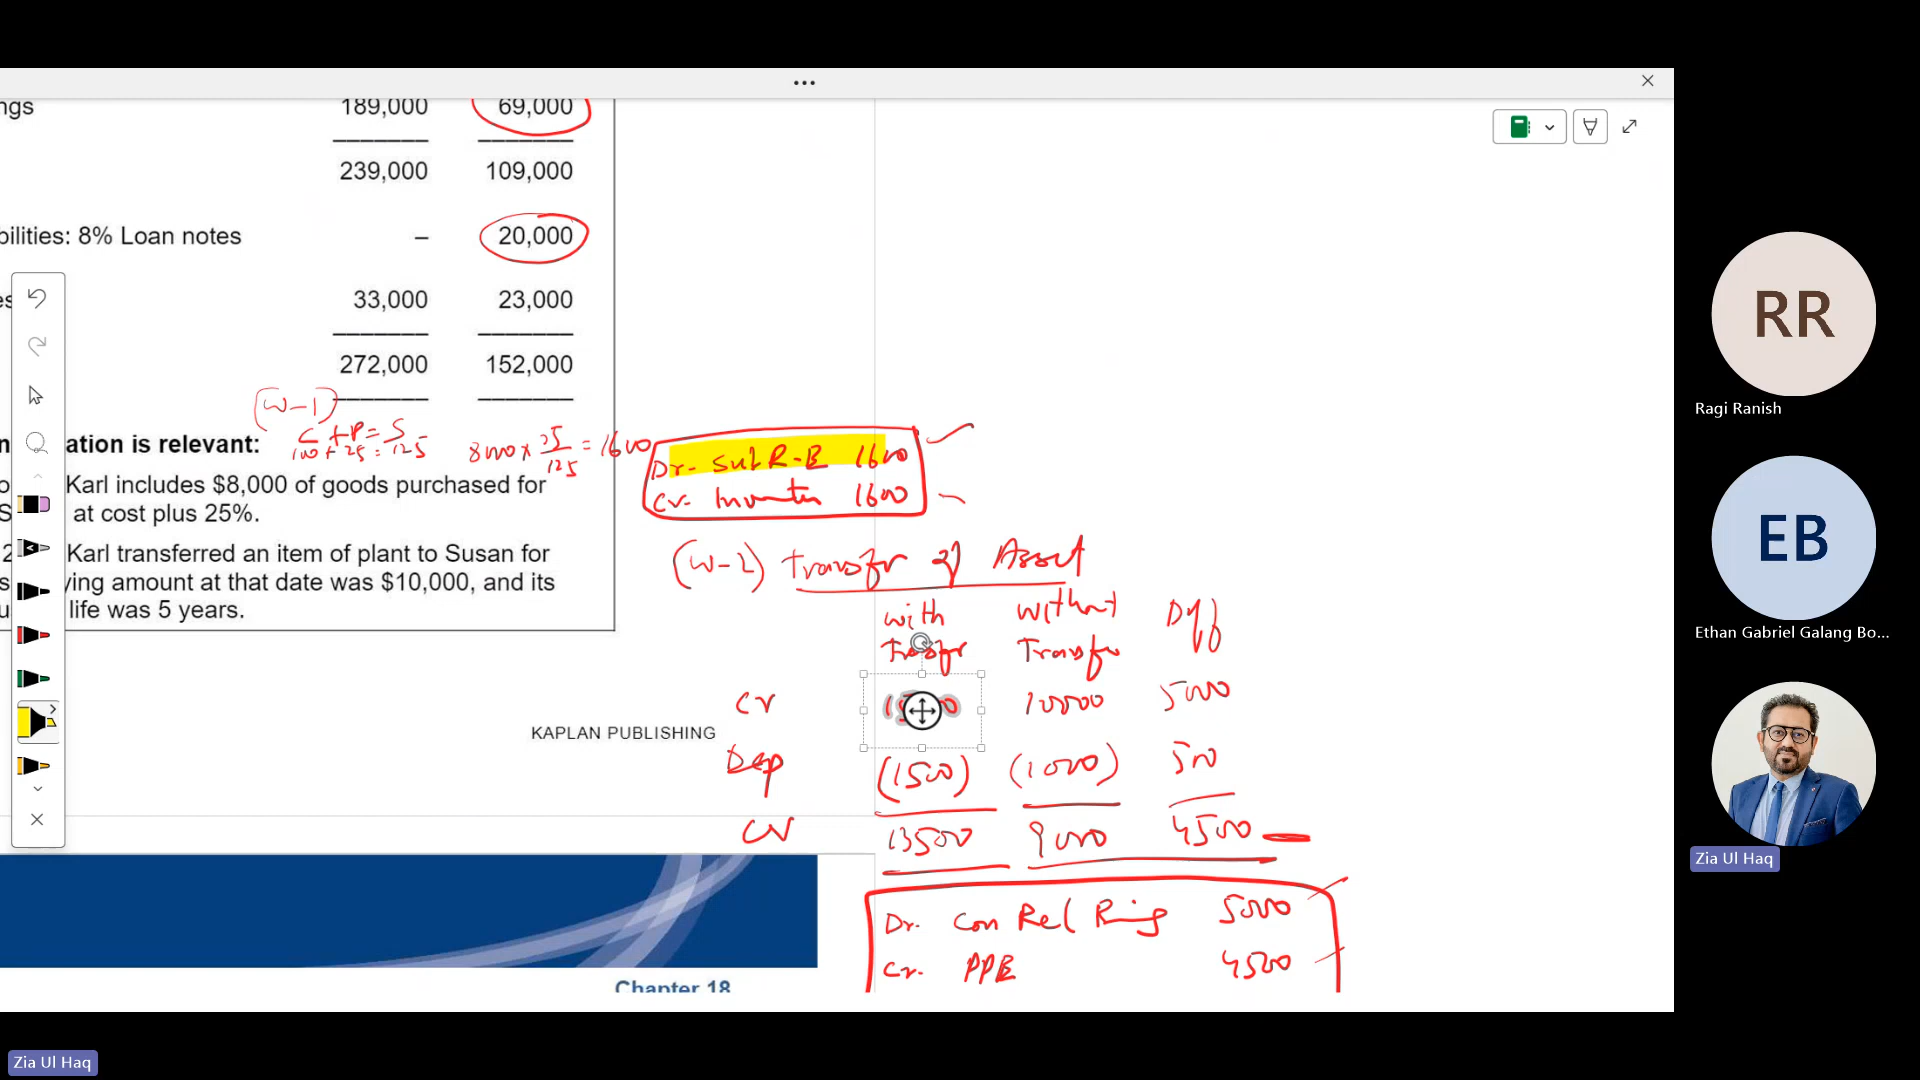 ngs 189,000 69,000
239,000 109,000
bilities: 8% Loan notes – 20,000
es 33,000 23,000
272,000 152,000
(W-1)
C + P = S
100 + 25 = 125
8000 x 25/125 = 1600
Dr. Sub R-E 1600
Cr. Inventory 1600
ation is relevant:
Karl includes $8,000 of goods purchased for
S at cost plus 25%.
2 Karl transferred an item of plant to Susan for
s ying amount at that date was $10,000, and its
u life was 5 years.
KAPLAN PUBLISHING
(W-2) Transfer of Asset
with Transfer without Transfer Diff
CV 10000 5000
Dep (1500) (1000) 500
CV 13500 9000 4500
Dr. Con Ret 5000
Cr. PPE 4500
Chapter 18
RR
Ragi Ranish
EB
Ethan Gabriel Galang Bo...
Zia Ul Haq
Zia Ul Haq